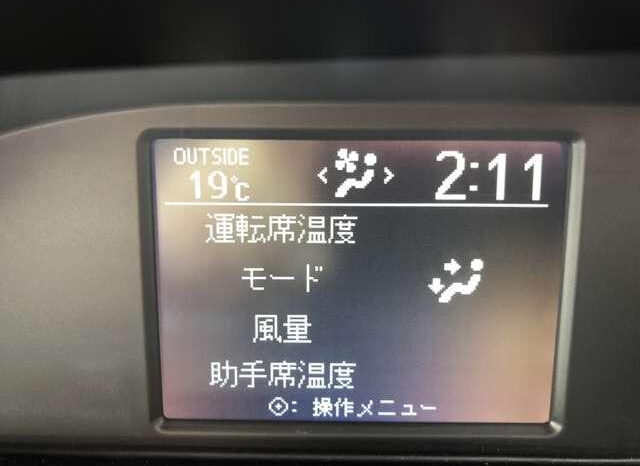 OUTSIDE
19℃
2:11
運転席温度
モード
風量
助手席温度
: 操作メニュー